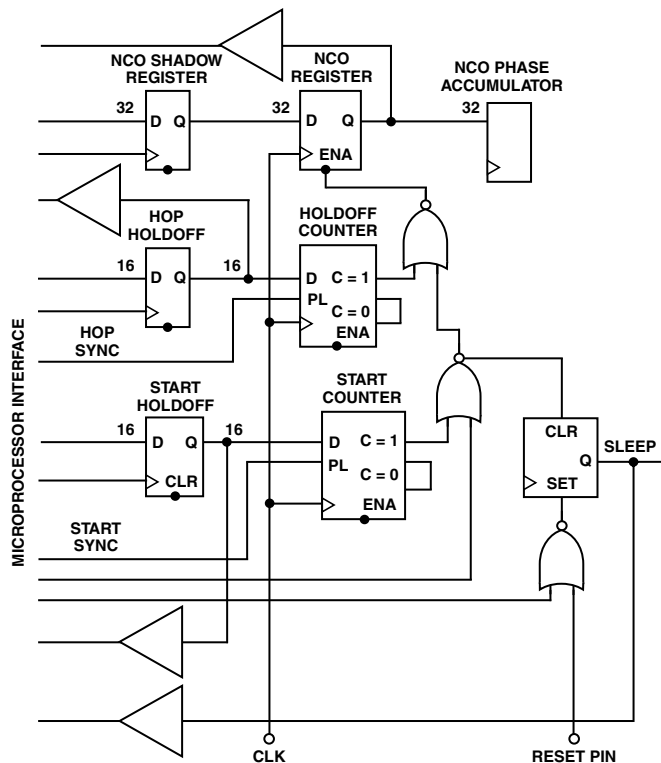 NCO SHADOW
REGISTER
NCO
REGISTER
NCO PHASE
ACCUMULATOR
32
D Q
32
D Q
ENA
32
HOP
HOLDOFF
HOLDOFF
COUNTER
16
D Q
16
D
C = 1
PL
C = 0
ENA
HOP
SYNC
MICROPROCESSOR INTERFACE
START
HOLDOFF
START
COUNTER
16
D Q
CLR
16
D
C = 1
PL
C = 0
ENA
CLR
Q
SET
SLEEP
START
SYNC
CLK
RESET PIN